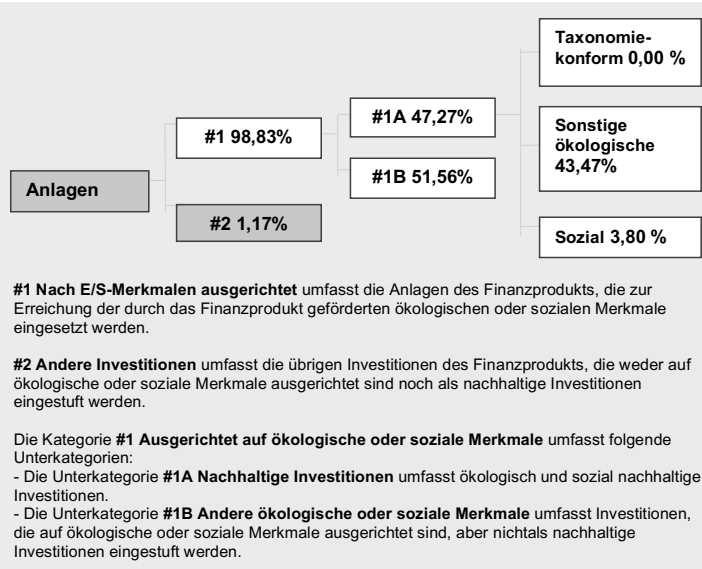 Taxonomie-
konform 0,00 %
#1A 47,27%
#1 98,83%
Sonstige
ökologische
43,47%
#1B 51,56%
Anlagen
#2 1,17%
Sozial 3,80 %
#1 Nach E/S-Merkmalen ausgerichtet umfasst die Anlagen des Finanzprodukts, die zur
Erreichung der durch das Finanzprodukt geförderten ökologischen oder sozialen Merkmale
eingesetzt werden.
#2 Andere Investitionen umfasst die übrigen Investitionen des Finanzprodukts, die weder auf
ökologische oder soziale Merkmale ausgerichtet sind noch als nachhaltige Investitionen
eingestuft werden.
Die Kategorie #1 Ausgerichtet auf ökologische oder soziale Merkmale umfasst folgende
Unterkategorien:
- Die Unterkategorie #1A Nachhaltige Investitionen umfasst ökologisch und sozial nachhaltige
Investitionen.
- Die Unterkategorie #1B Andere ökologische oder soziale Merkmale umfasst Investitionen,
die auf ökologische oder soziale Merkmale ausgerichtet sind, aber nichtals nachhaltige
Investitionen eingestuft werden.